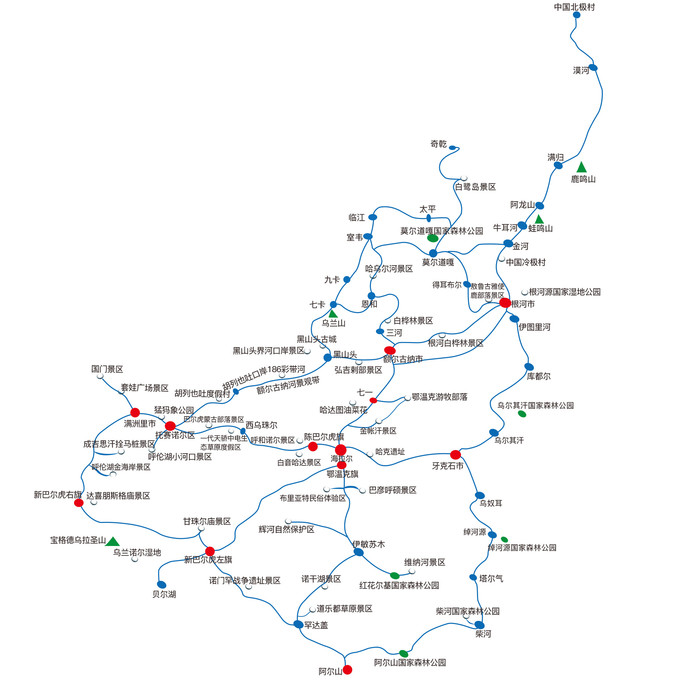 中国北极村
漠河
奇乾
满归
白鹭岛景区
鹿鸣山
临江
太平
阿龙山
室韦
莫尔道嘎国家森林公园
牛耳河
蛙鸣山
金河
莫尔道嘎
中国冷极村
哈乌尔河景区
九卡
得耳布尔
敖鲁古雅使
鹿部落景区
根河源国家湿地公园
七卡
恩和
根河市
乌兰山
白桦林景区
伊图里河
三河
黑山头古城
根河白桦林景区
黑山头界河口岸景区
黑山头
额尔古纳市
国门景区
胡列也吐口岸
186彩带河
弘吉剌部景区
库都尔
套娃广场景区
胡列也吐度假村
额尔古纳河景观带
七一
鄂温克游牧部落
猛犸象公园
哈达图油菜花
乌尔其汗国家森林公园
满洲里市
巴尔虎蒙古部落景区
西乌珠尔
金帐汗景区
托赛诺尔区
一代天骄中电生
态草原度假区
呼和诺尔景区
陈巴尔虎旗
乌尔其汗
成吉思汗拴马桩景区
海拉尔
哈克遗址
呼伦湖小河口景区
白音哈达景区
牙克石市
呼伦湖金海岸景区
鄂温克旗
新巴尔虎右旗
达喜朋斯格庙景区
布里亚特民俗体验区
巴彦呼硕景区
乌奴耳
甘珠尔庙景区
辉河自然保护区
绰河源
宝格德乌拉圣山
伊敏苏木
绰河源国家森林公园
乌兰诺尔湿地
新巴尔虎左旗
维纳河景区
贝尔湖
诺门罕战争遗址景区
诺干湖景区
红花尔基国家森林公园
塔尔气
道乐都草原景区
柴河国家森林公园
罕达盖
柴河
阿尔山
阿尔山国家森林公园